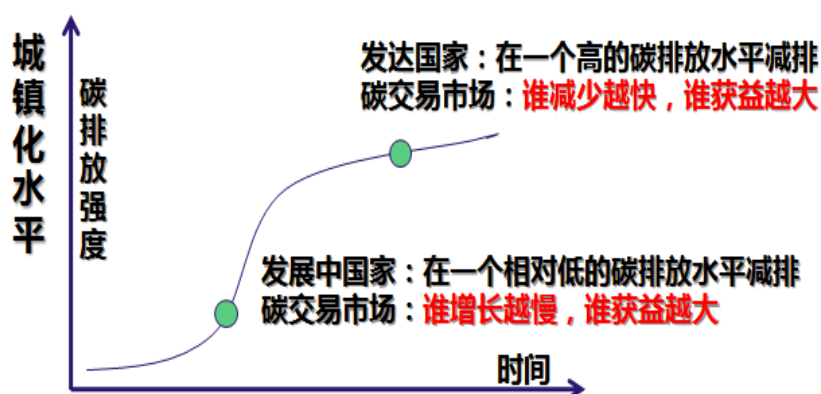 城镇化水平
碳排放强度
发达国家：在一个高的碳排放水平减排
碳交易市场：谁减少越快，谁获益越大
发展中国家：在一个相对低的碳排放水平减排
碳交易市场：谁增长越慢，谁获益越大
时间